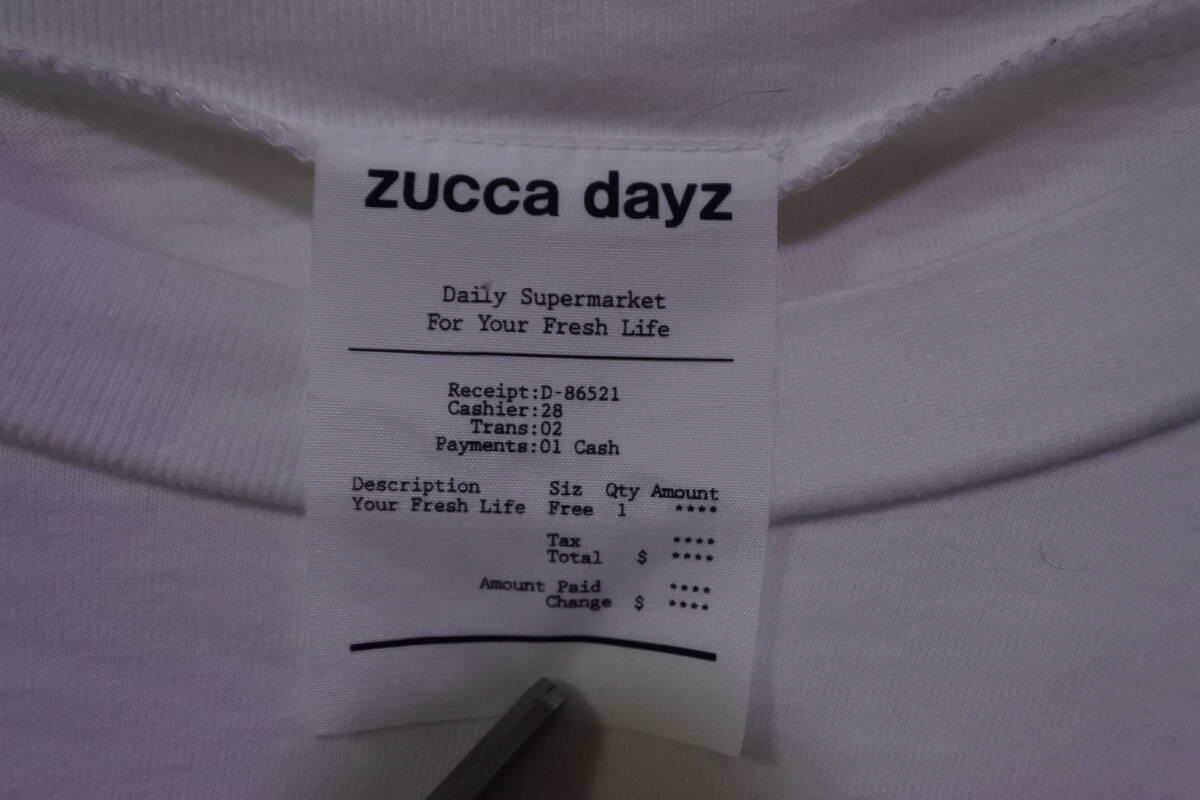 zucca dayz
Daily Supermarket
For Your Fresh Life
Receipt:D-86521
Cashier:28
Trans:02
Payments:01 Cash
Description Siz Qty Amount
Your Fresh Life Free 1 ****
Tax ****
Total $ ****
Amount Paid ****
Change $ ****